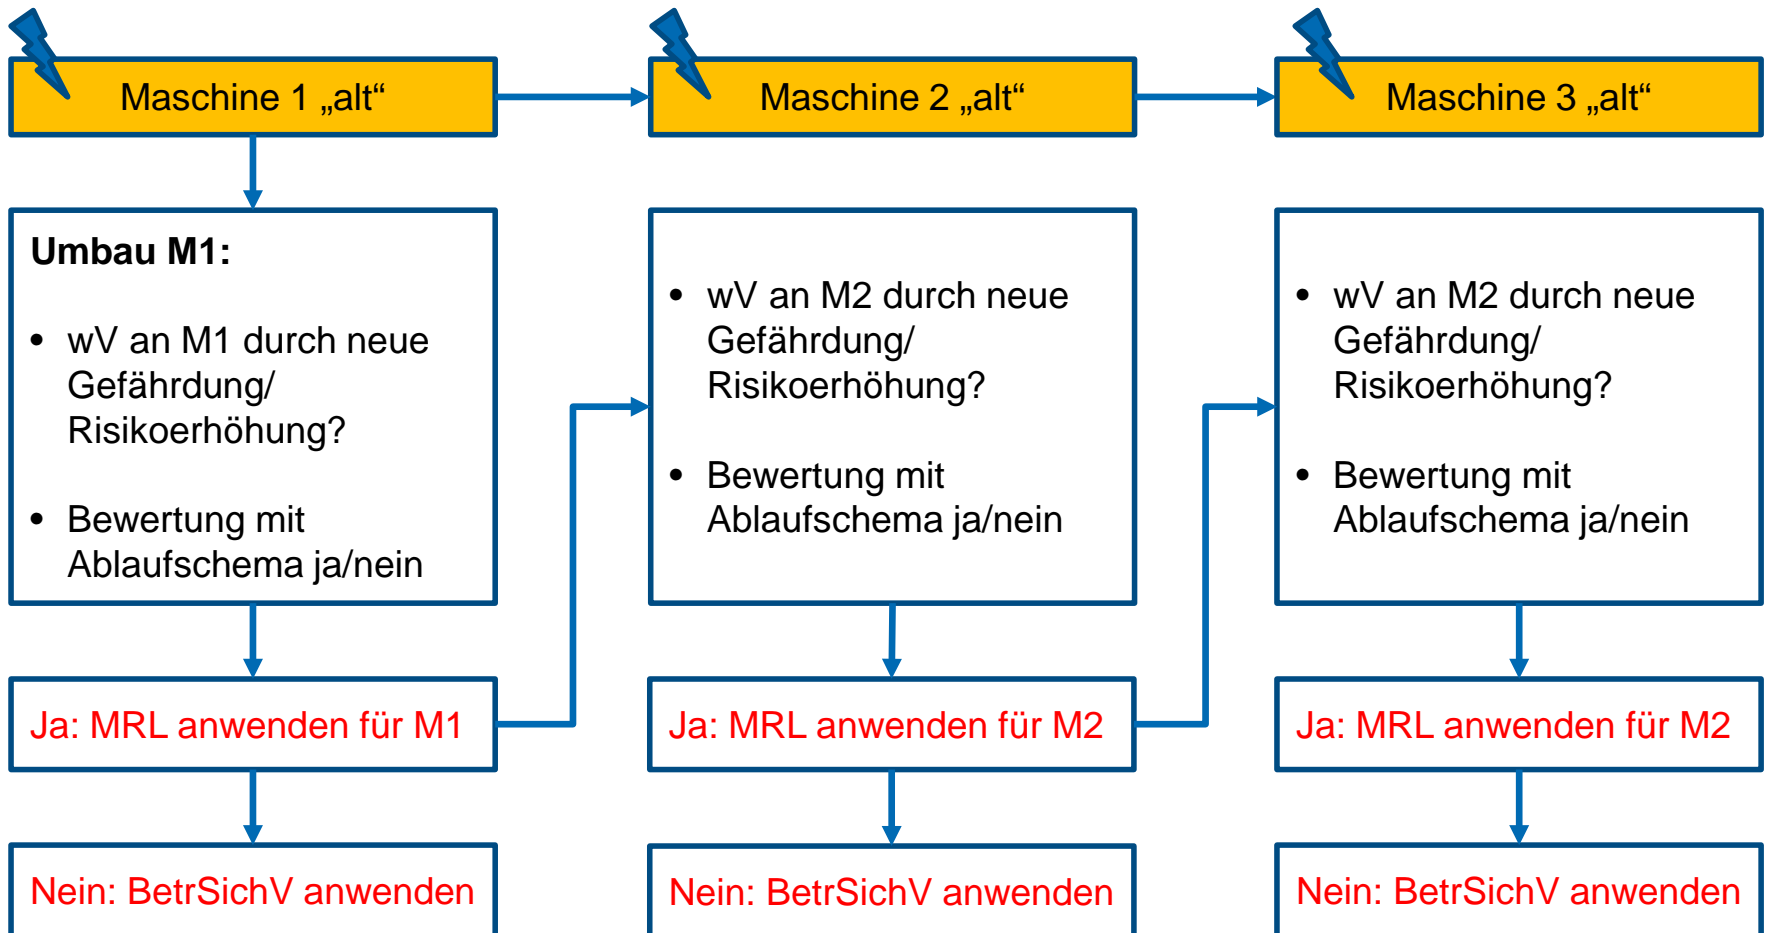 Maschine 1 „alt“
Maschine 2 „alt“
Maschine 3 „alt“
Umbau M1:
• wV an M1 durch neue
Gefährdung/
Risikoerhöhung?
• Bewertung mit
Ablaufschema ja/nein
• wV an M2 durch neue
Gefährdung/
Risikoerhöhung?
• Bewertung mit
Ablaufschema ja/nein
• wV an M2 durch neue
Gefährdung/
Risikoerhöhung?
• Bewertung mit
Ablaufschema ja/nein
Ja: MRL anwenden für M1
Ja: MRL anwenden für M2
Ja: MRL anwenden für M2
Nein: BetrSichV anwenden
Nein: BetrSichV anwenden
Nein: BetrSichV anwenden